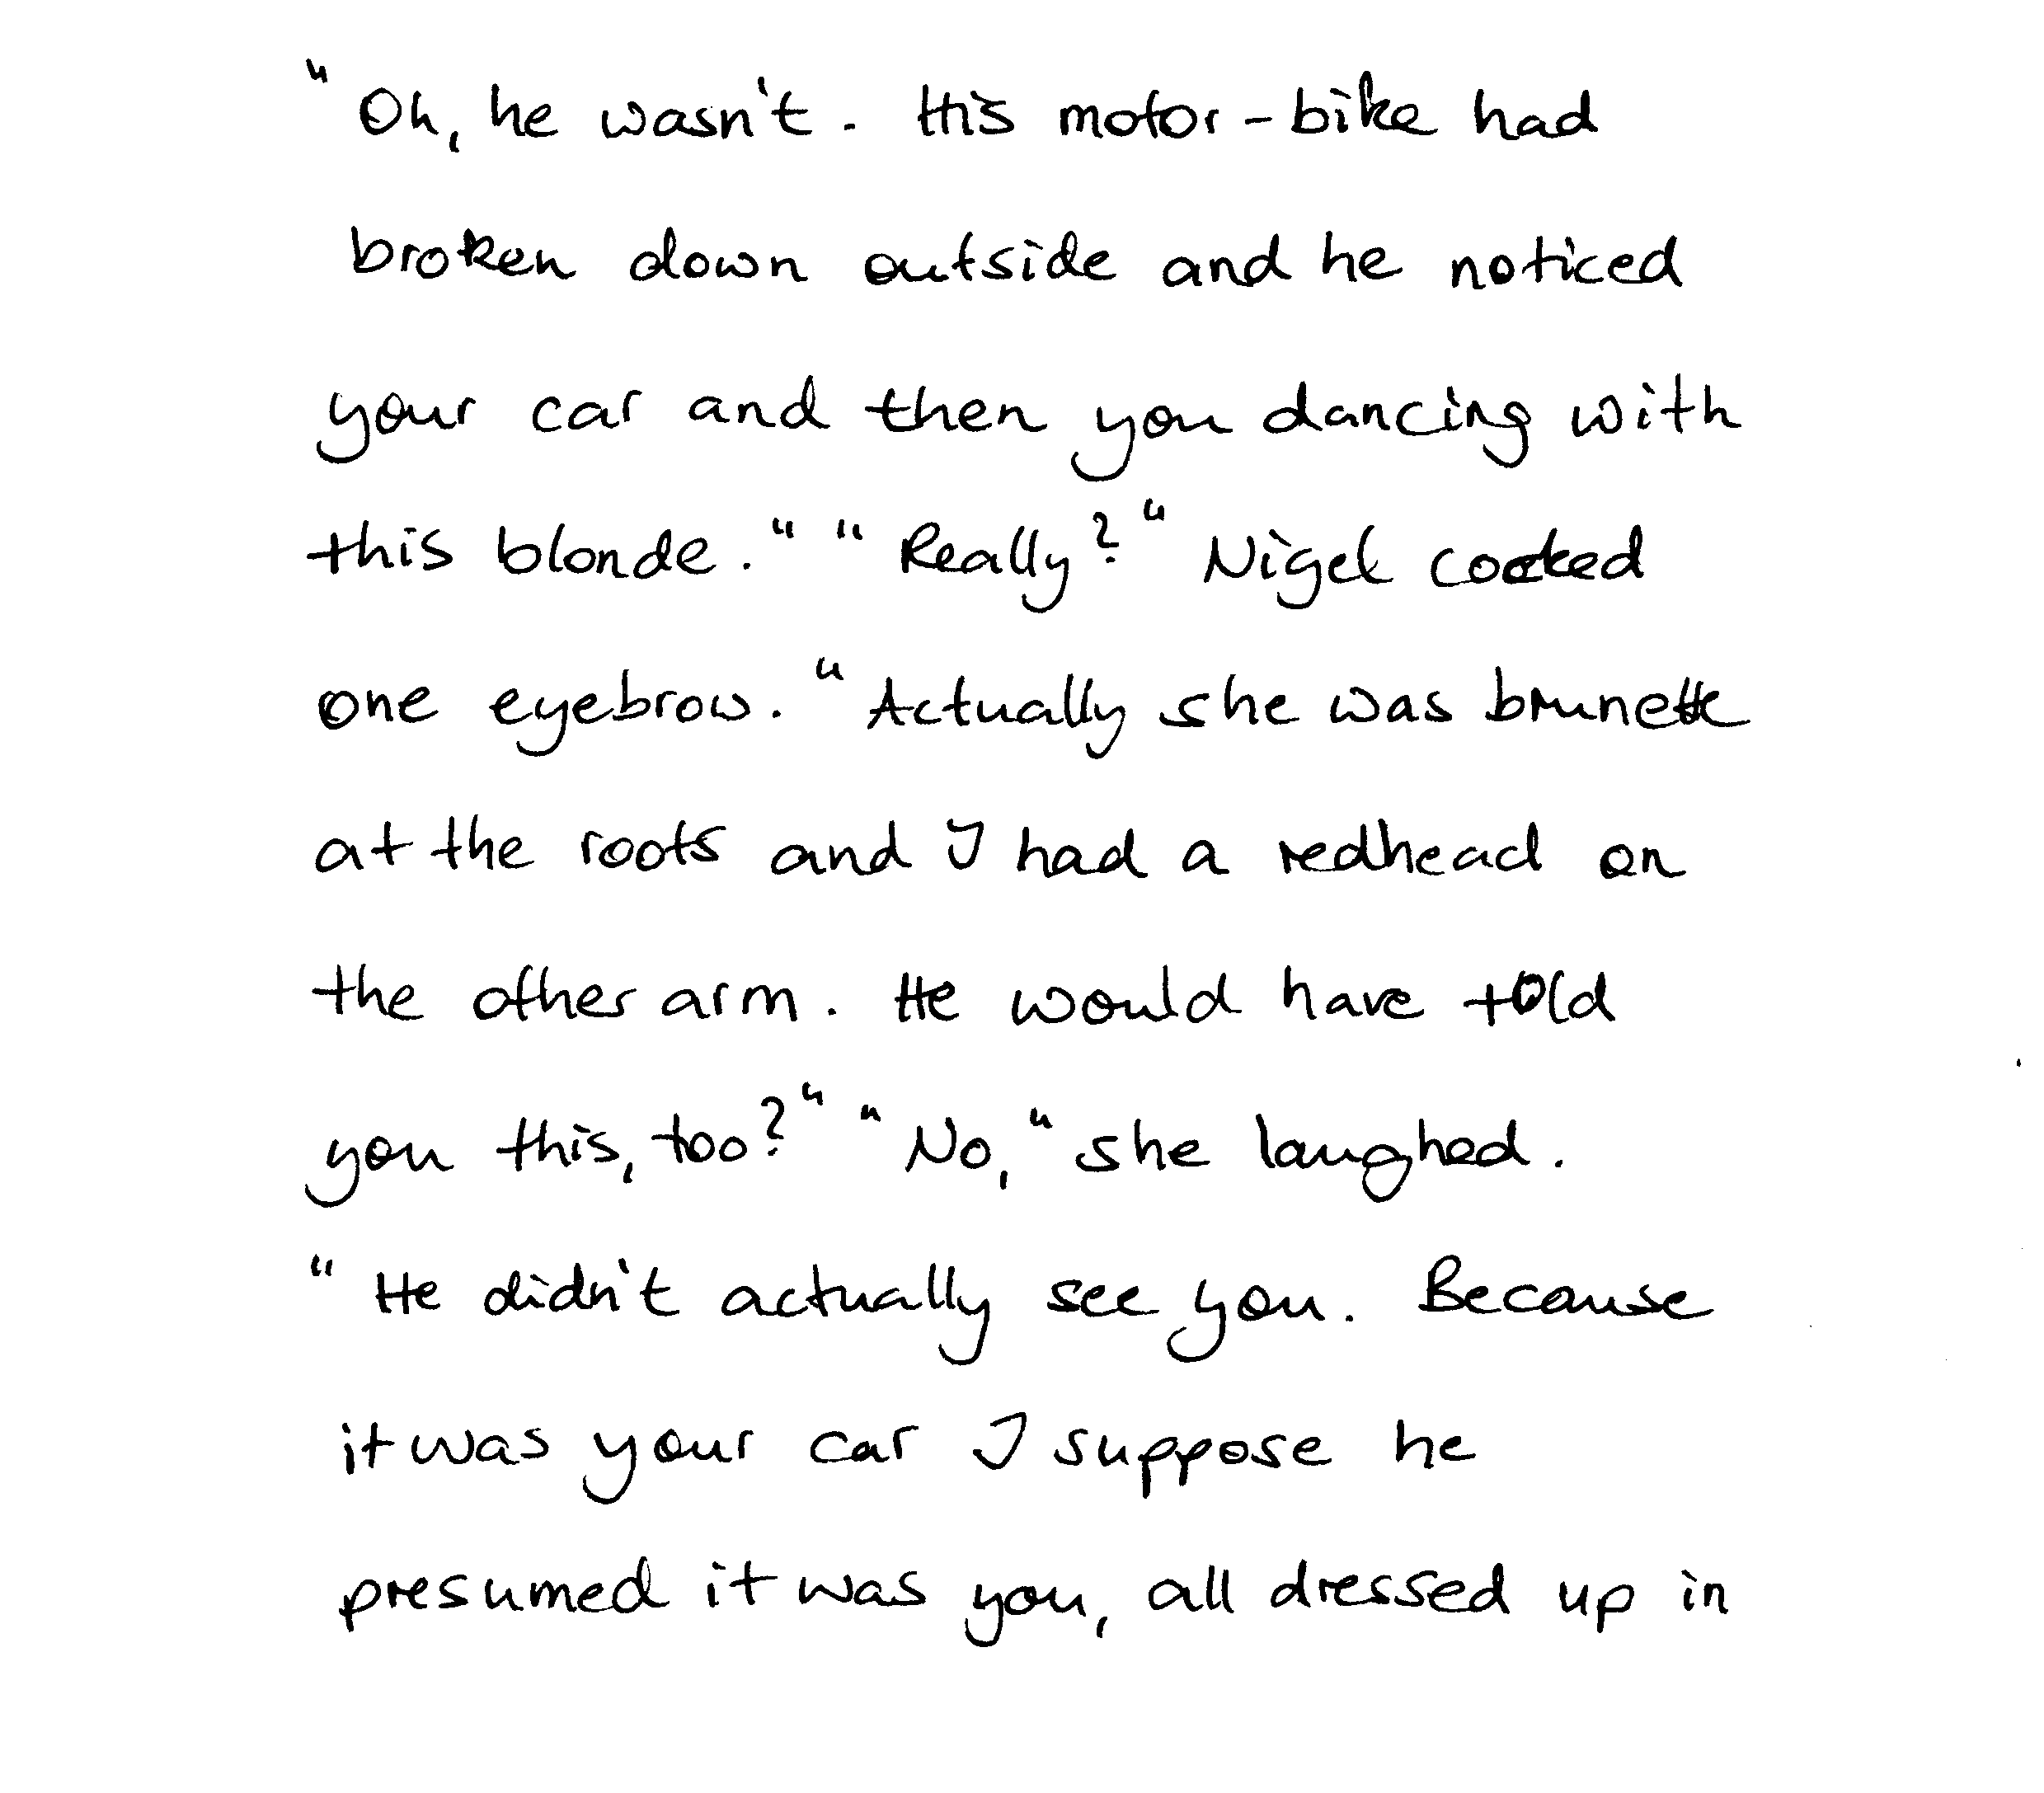 "Oh, he wasn't. His motor-bike had
broken down outside and he noticed
your car and then you dancing with
this blonde." "Really?" Nigel cocked
one eyebrow. "Actually she was brunette
at the roots and I had a redhead on
the other arm. He would have told
you this, too?" "No," she laughed.
"He didn't actually see you. Because
it was your car I suppose he
presumed it was you, all dressed up in